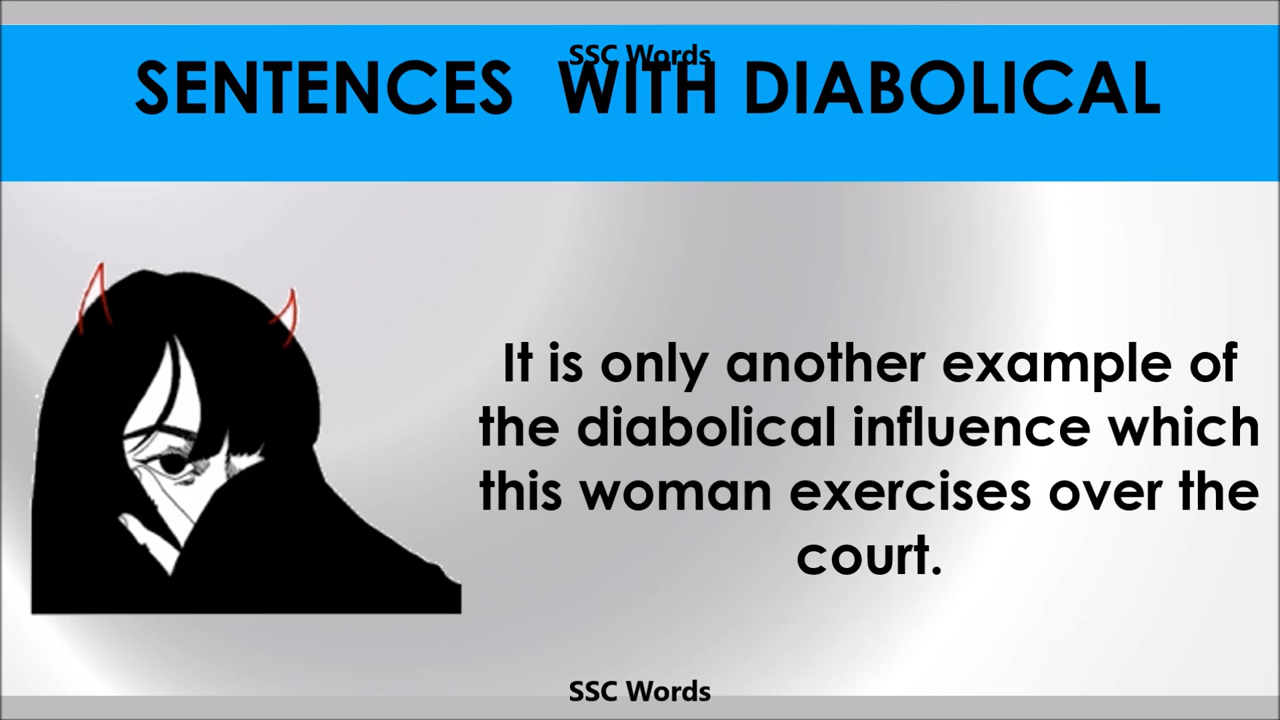 SSC Words
SENTENCES WITH DIABOLICAL
It is only another example of
the diabolical influence which
this woman exercises over the
court.
SSC Words